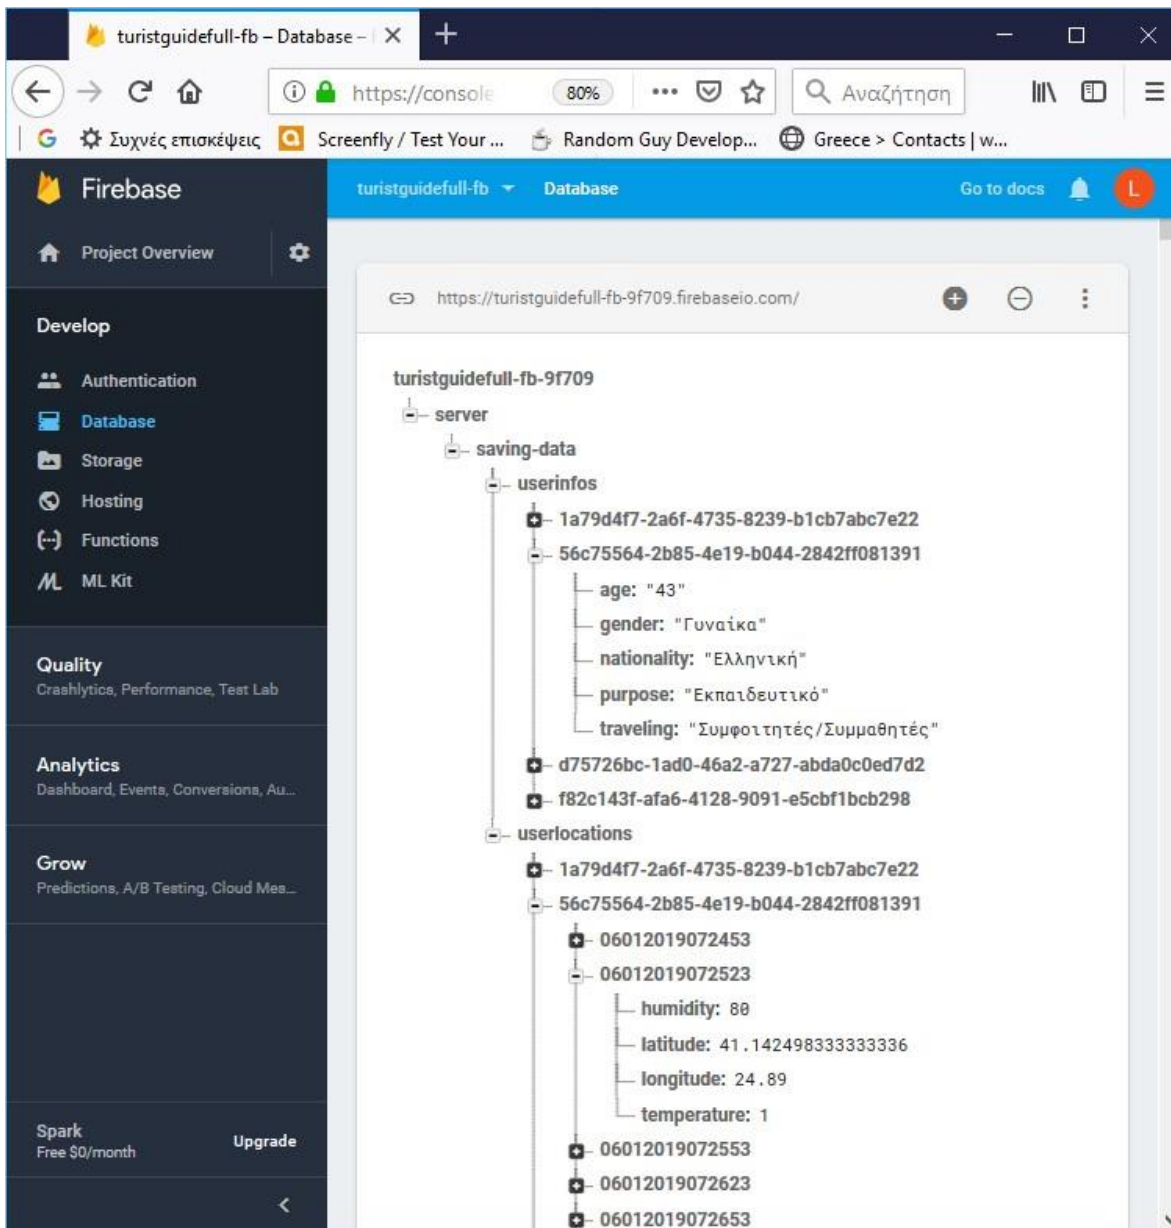 turistguidefull-fb – Database –
https://console
80%
Αναζήτηση
G
Συχνές επισκέψεις
Screenfly / Test Your ...
Random Guy Develop...
Greece > Contacts | w...
Firebase
turistguidefull-fb
Database
Go to docs
L
Project Overview
https://turistguidefull-fb-9f709.firebaseio.com/
Develop
Authentication
Database
Storage
Hosting
Functions
ML Kit
Quality
Crashlytics, Performance, Test Lab
Analytics
Dashboard, Events, Conversions, Au...
Grow
Predictions, A/B Testing, Cloud Mes...
Spark
Free $0/month
Upgrade
turistguidefull-fb-9f709
server
saving-data
userinfos
1a79d4f7-2a6f-4735-8239-b1cb7abc7e22
56c75564-2b85-4e19-b044-2842ff081391
age: "43"
gender: "Γυναίκα"
nationality: "Ελληνική"
purpose: "Εκπαιδευτικό"
traveling: "Συμφοιτητές/Συμμαθητές"
d75726bc-1ad0-46a2-a727-abda0c0ed7d2
f82c143f-afa6-4128-9091-e5cbf1bcb298
userlocations
1a79d4f7-2a6f-4735-8239-b1cb7abc7e22
56c75564-2b85-4e19-b044-2842ff081391
06012019072453
06012019072523
humidity: 80
latitude: 41.142498333333336
longitude: 24.89
temperature: 1
06012019072553
06012019072623
06012019072653